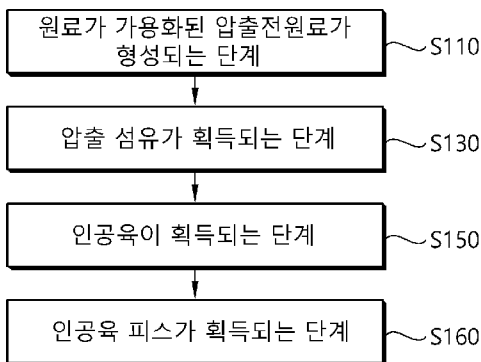 원료가 가용화된 압출전원료가
형성되는 단계
S110
압출 섬유가 획득되는 단계
S130
인공육이 획득되는 단계
S150
인공육 피스가 획득되는 단계
S160